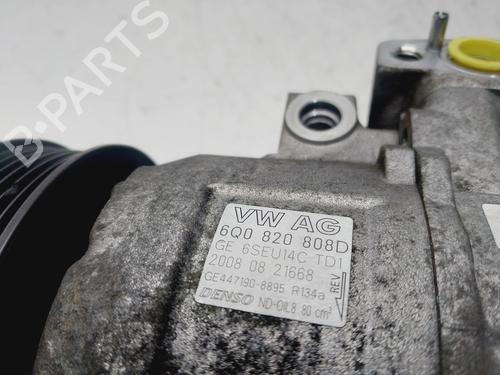 VW AG
6Q0 820 808D
GE 6SEU14C TD1
2008 08 21668
GE447190-8895 R134a
DENSO ND-OIL8 80 cm³
REV
B-PARTS